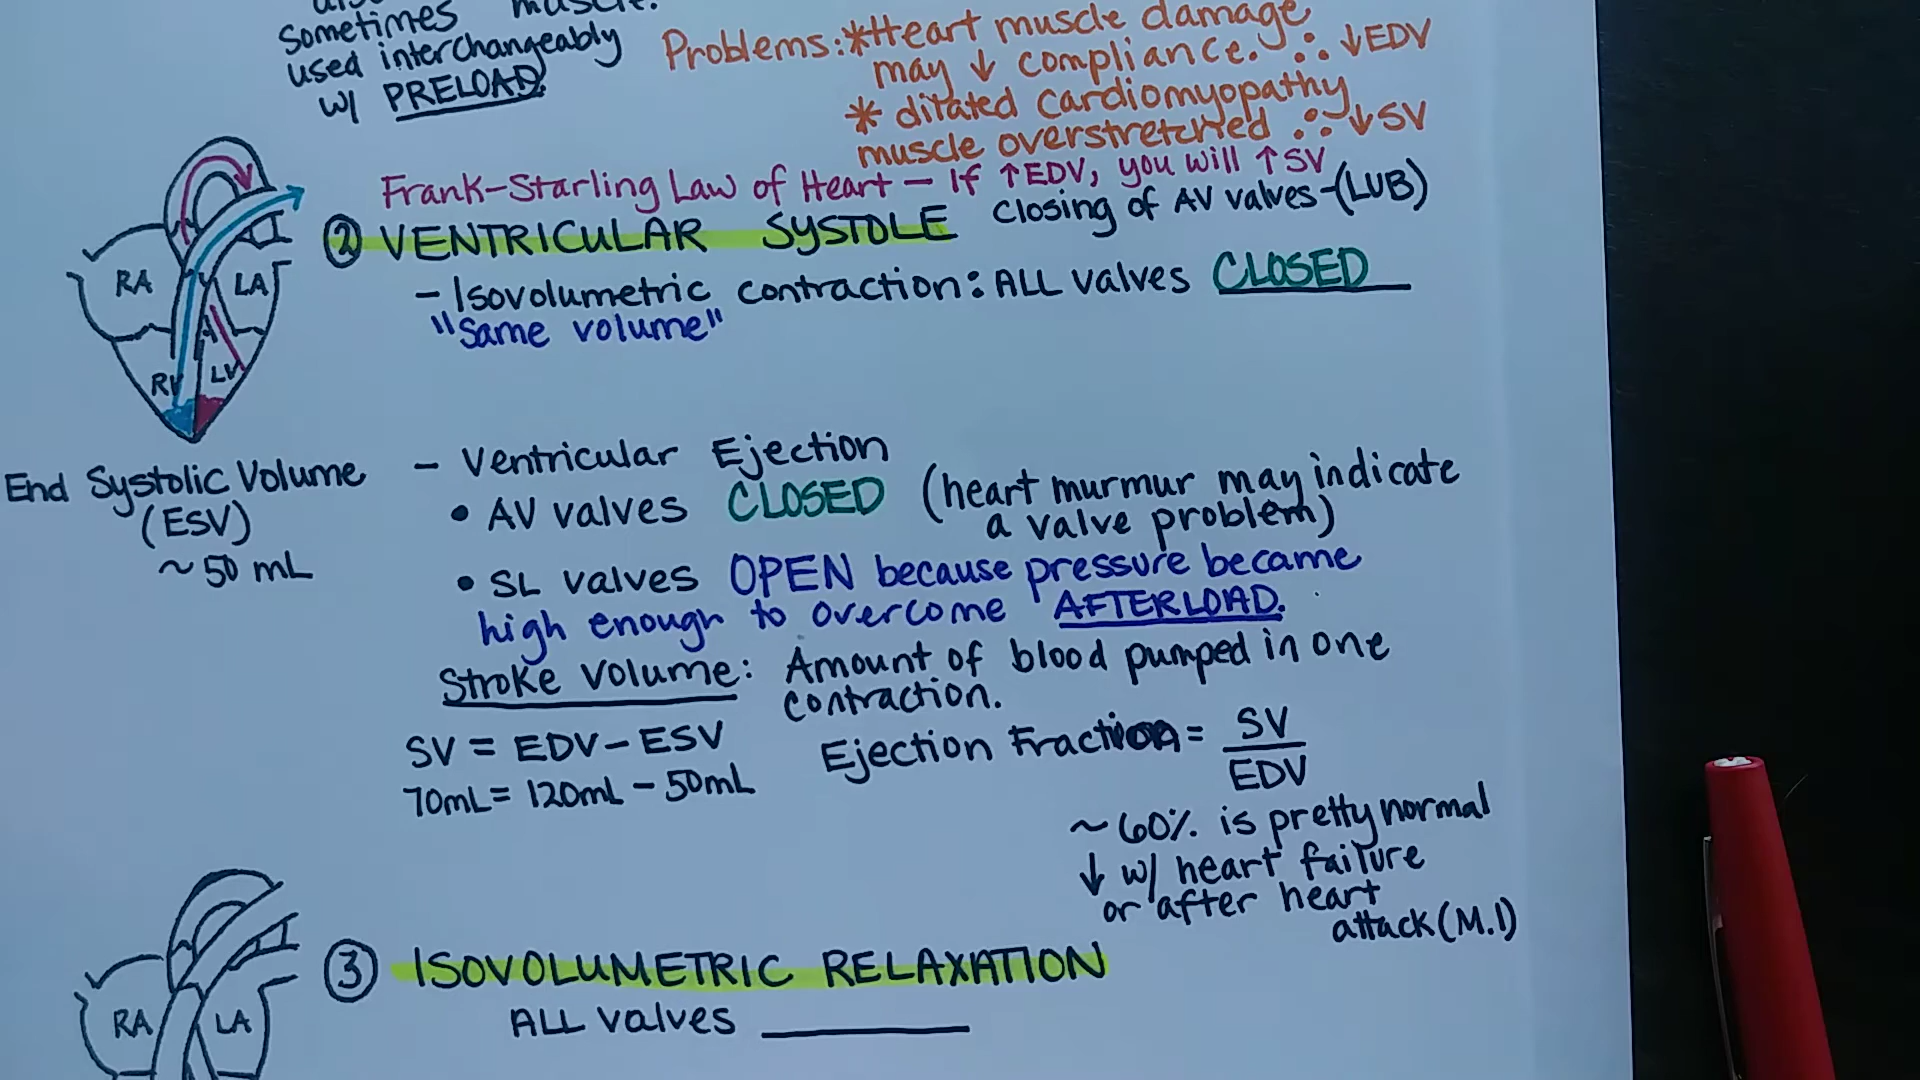 sometimes muscle.
used interchangeably
w/ PRELOAD.
Problems: *Heart muscle damage
may ↓ compliance. ∴ ↓EDV
* dilated cardiomyopathy
muscle overstretched ∴ ↓SV
Frank-Starling Law of Heart - If ↑EDV, you will ↑SV
② VENTRICULAR SYSTOLE
closing of AV valves-(LUB)
- Isovolumetric contraction: ALL valves CLOSED
"Same volume"
RA
LA
RV
LV
End Systolic Volume
(ESV)
~50 mL
- Ventricular Ejection
• AV valves CLOSED (heart murmur may indicate
a valve problem)
• SL valves OPEN because pressure became
high enough to overcome AFTERLOAD.
Stroke Volume: Amount of blood pumped in one
contraction.
SV = EDV-ESV
70mL= 120mL-50mL
Ejection Fraction = SV
EDV
~60% is pretty normal
↓ w/ heart failure
or after heart
attack (M.I)
③ ISOVOLUMETRIC RELAXATION
ALL valves ________
RA
LA